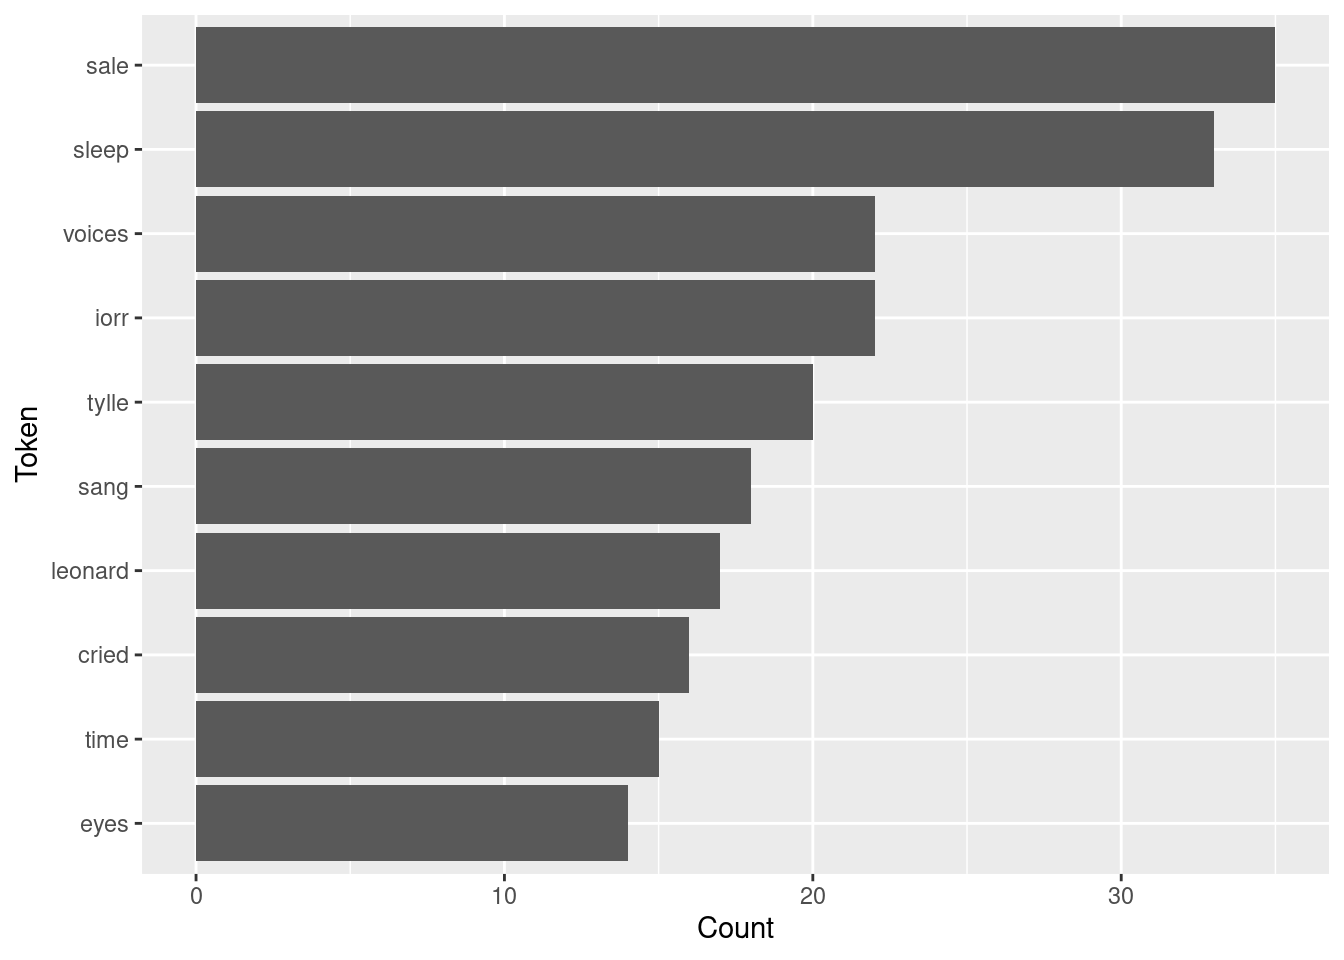 sale
sleep
voices
iorr
tylle
sang
leonard
cried
time
eyes
Token
0 10 20 30
Count